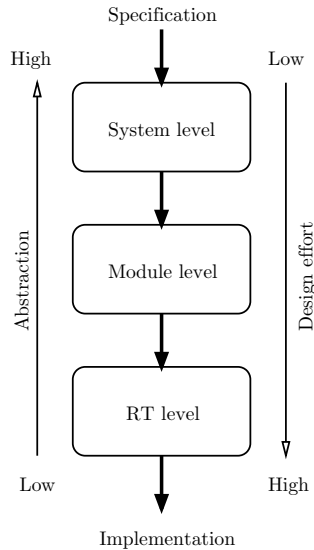 Specification
High
Low
System level
Abstraction
Module level
Design effort
RT level
Low
High
Implementation